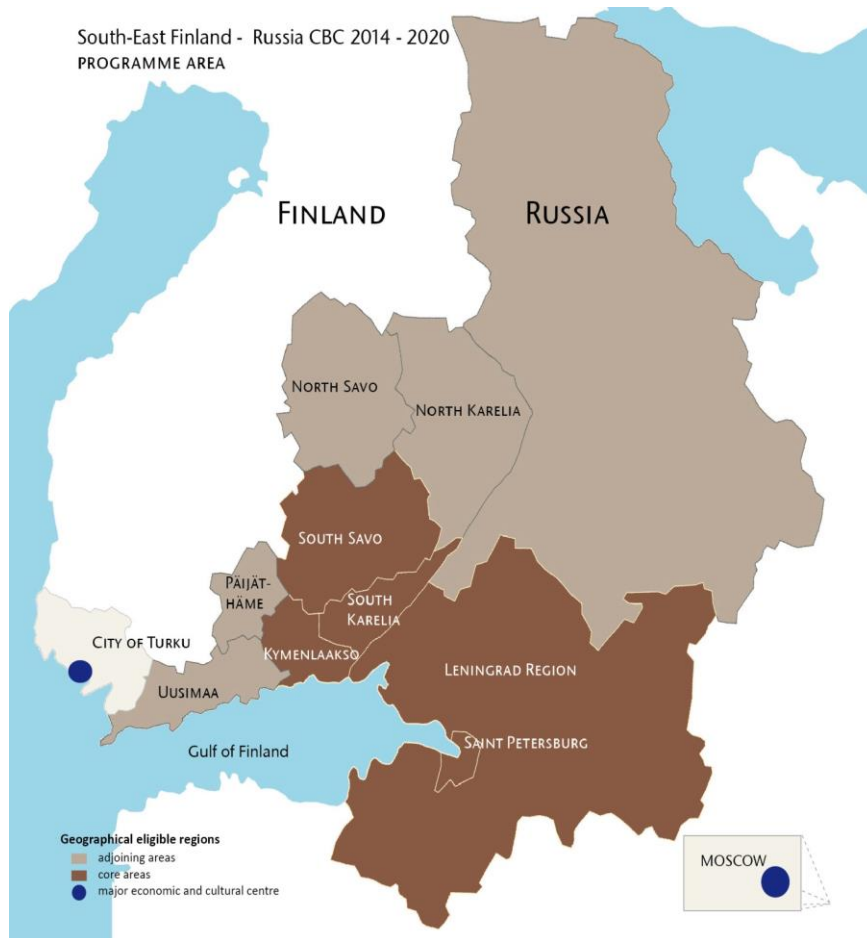 South-East Finland - Russia CBC 2014 - 2020
PROGRAMME AREA
FINLAND
RUSSIA
NORTH SAVO
NORTH KARELIA
SOUTH SAVO
PÄIJÄT-
HÄME
SOUTH
KARELIA
CITY OF TURKU
KYMENLAAKSO
LENINGRAD REGION
UUSIMAA
SAINT PETERSBURG
Gulf of Finland
Geographical eligible regions
adjoining areas
core areas
major economic and cultural centre
MOSCOW